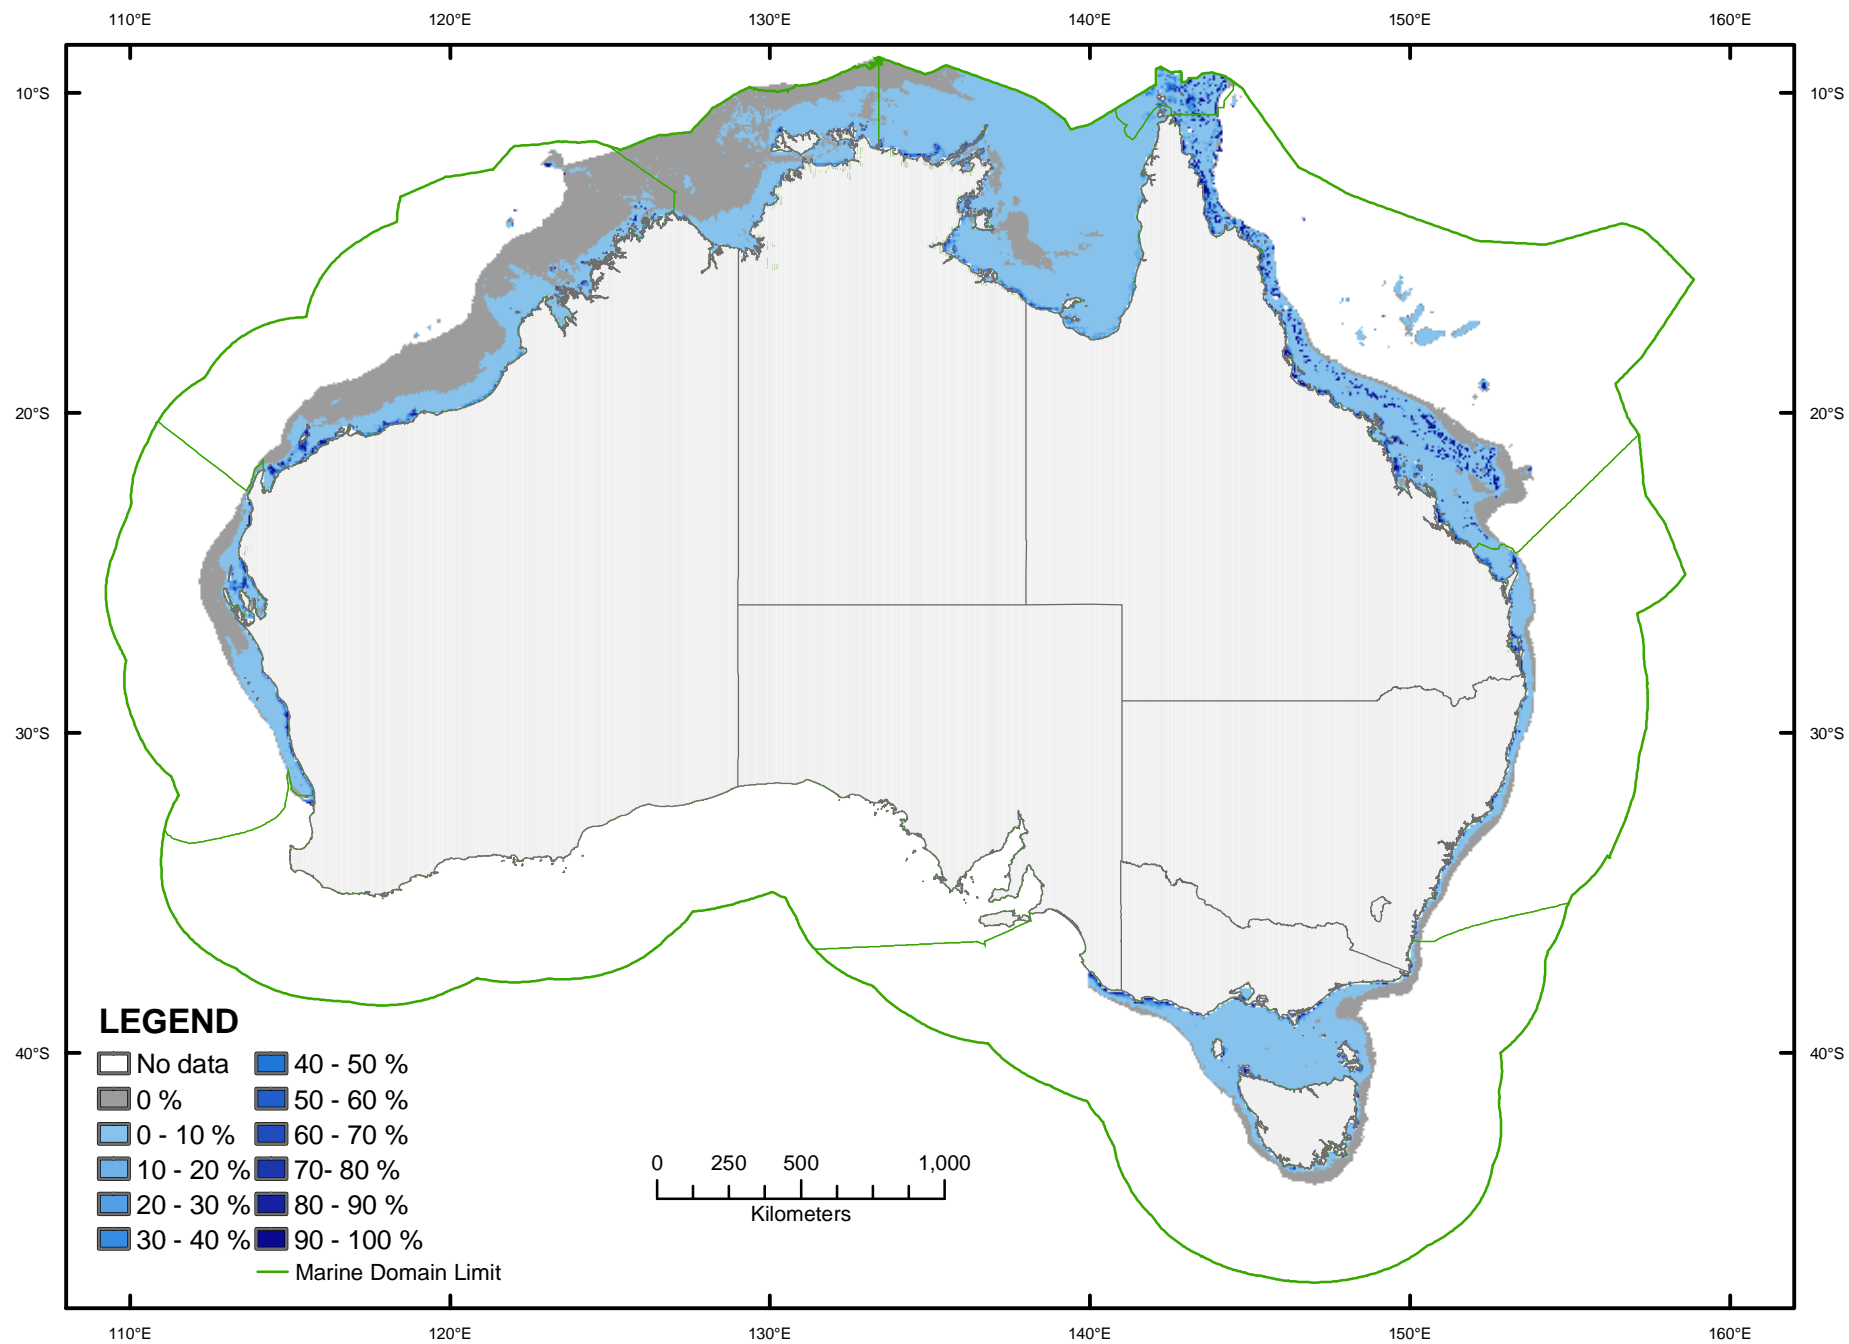 110°E 120°E 130°E 140°E 150°E 160°E
10°S 10°S
20°S 20°S
30°S 30°S
40°S 40°S
LEGEND
No data
0 %
0 - 10 %
10 - 20 %
20 - 30 %
30 - 40 %
40 - 50 %
50 - 60 %
60 - 70 %
70- 80 %
80 - 90 %
90 - 100 %
Marine Domain Limit
0 250 500 1,000
Kilometers
110°E 120°E 130°E 140°E 150°E 160°E